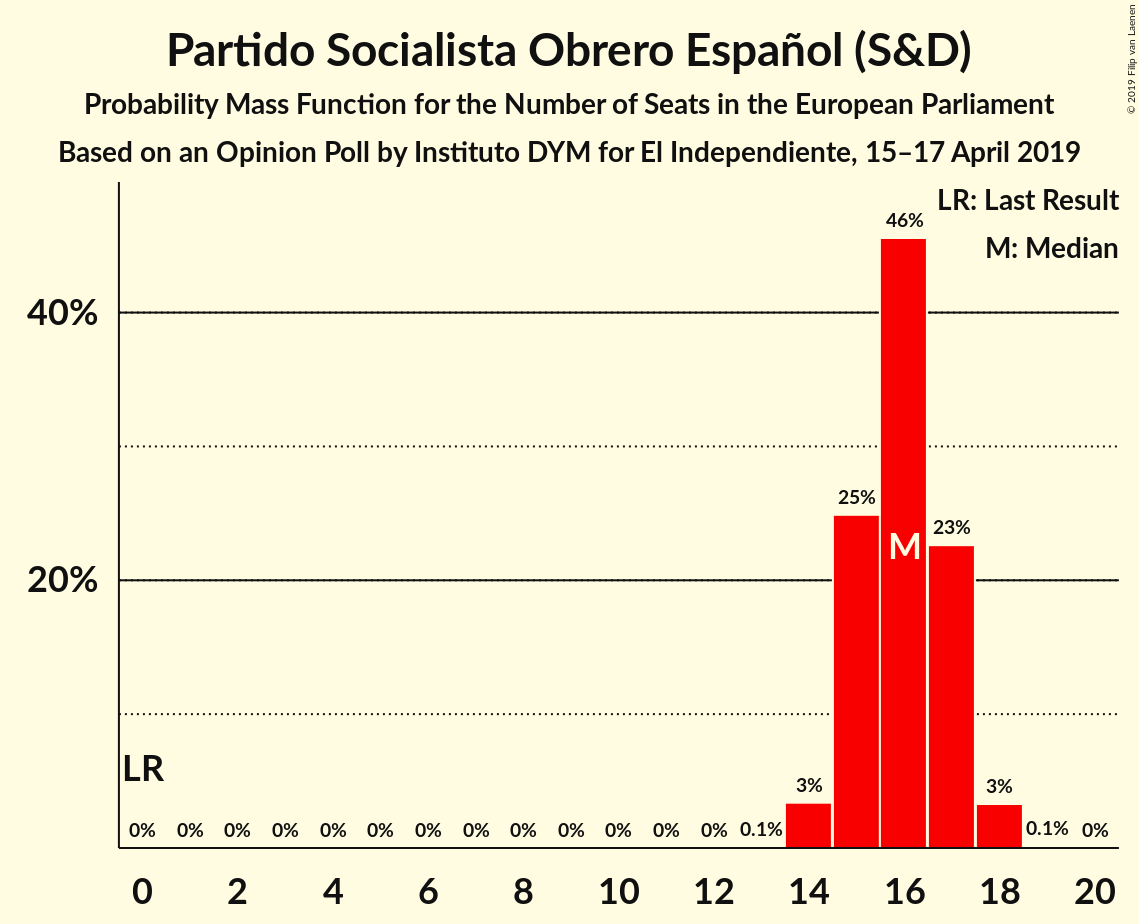 Partido Socialista Obrero Español (S&D)
Probability Mass Function for the Number of Seats in the European Parliament
Based on an Opinion Poll by Instituto DYM for El Independiente, 15–17 April 2019
© 2019 Filip van Laenen
LR: Last Result
M: Median
46%
40%
25%
23%
M
20%
LR
3%
3%
0% 0% 0% 0% 0% 0% 0% 0% 0% 0% 0% 0% 0% 0.1% 0.1% 0%
0 2 4 6 8 10 12 14 16 18 20